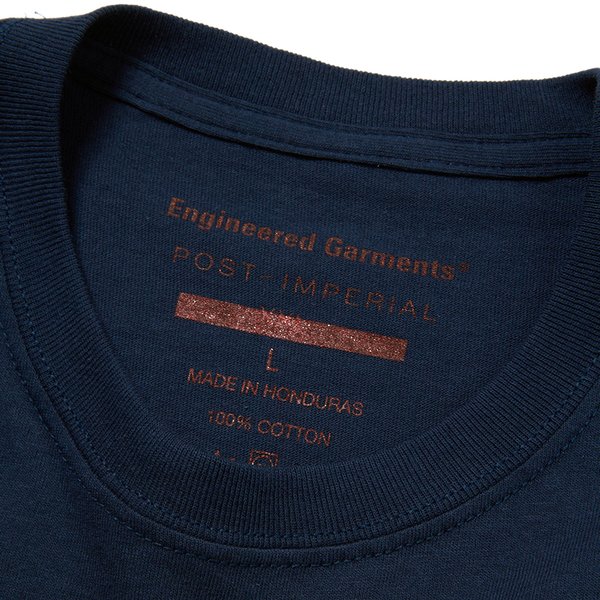 Engineered Garments®
POST-IMPERIAL
L
MADE IN HONDURAS
100% COTTON